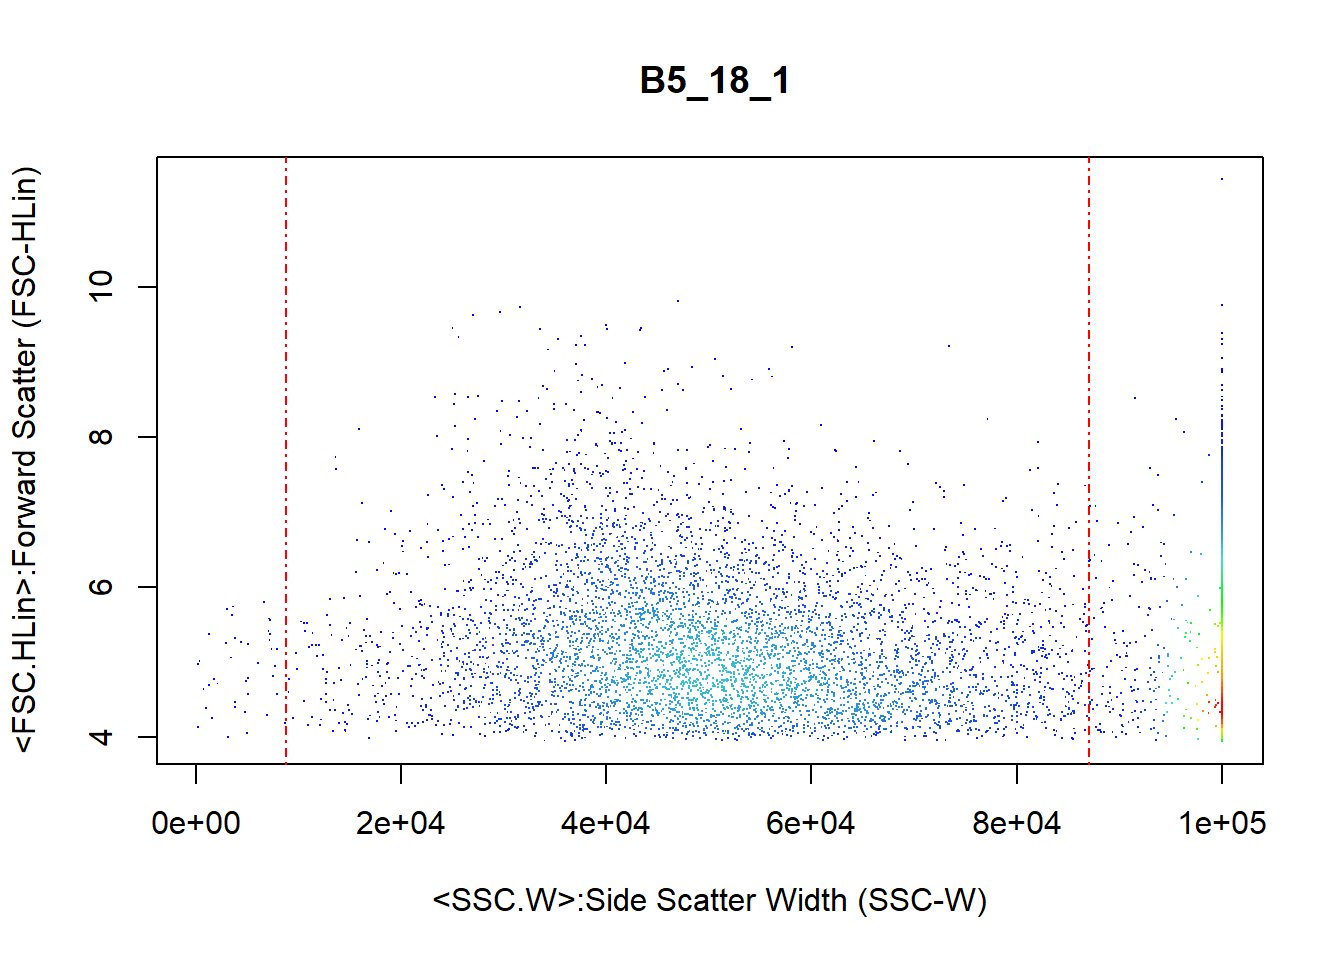 B5_18_1
<FSC.HLin>:Forward Scatter (FSC-HLin)
10
8
6
4
0e+00 2e+04 4e+04 6e+04 8e+04 1e+05
<SSC.W>:Side Scatter Width (SSC-W)